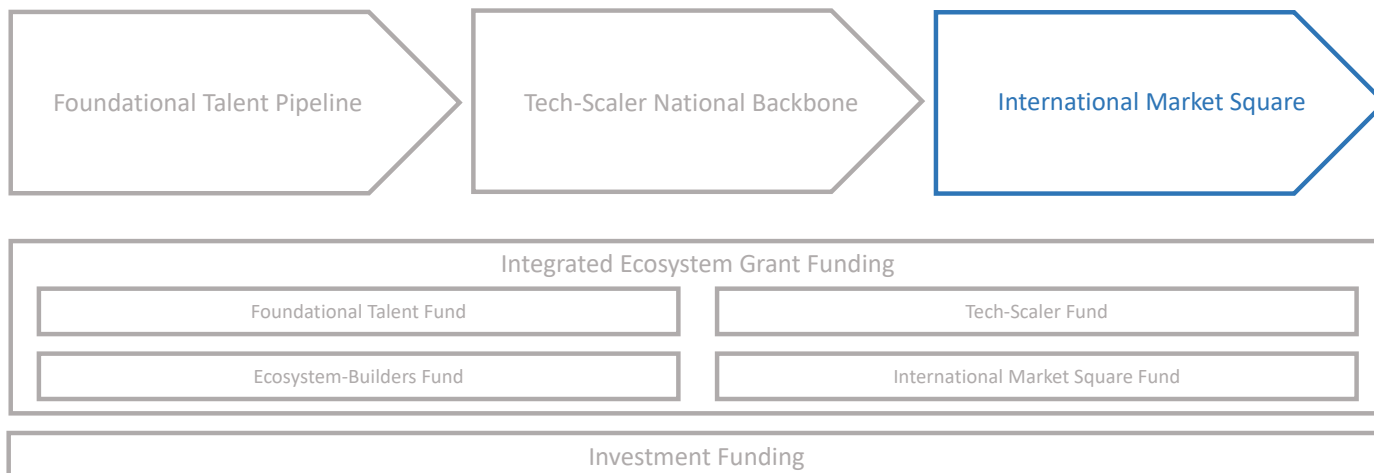 Foundational Talent Pipeline
Tech-Scaler National Backbone
International Market Square
Integrated Ecosystem Grant Funding
Foundational Talent Fund
Tech-Scaler Fund
Ecosystem-Builders Fund
International Market Square Fund
Investment Funding